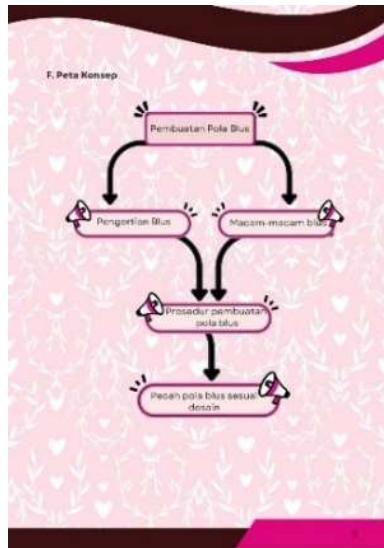 F. Peta Konsep
Pembuatan Pola Blus
Pengertian Blus
Macam-macam blus
Prosedur pembuatan
pola blus
Pecah pola blus sesuai
desain